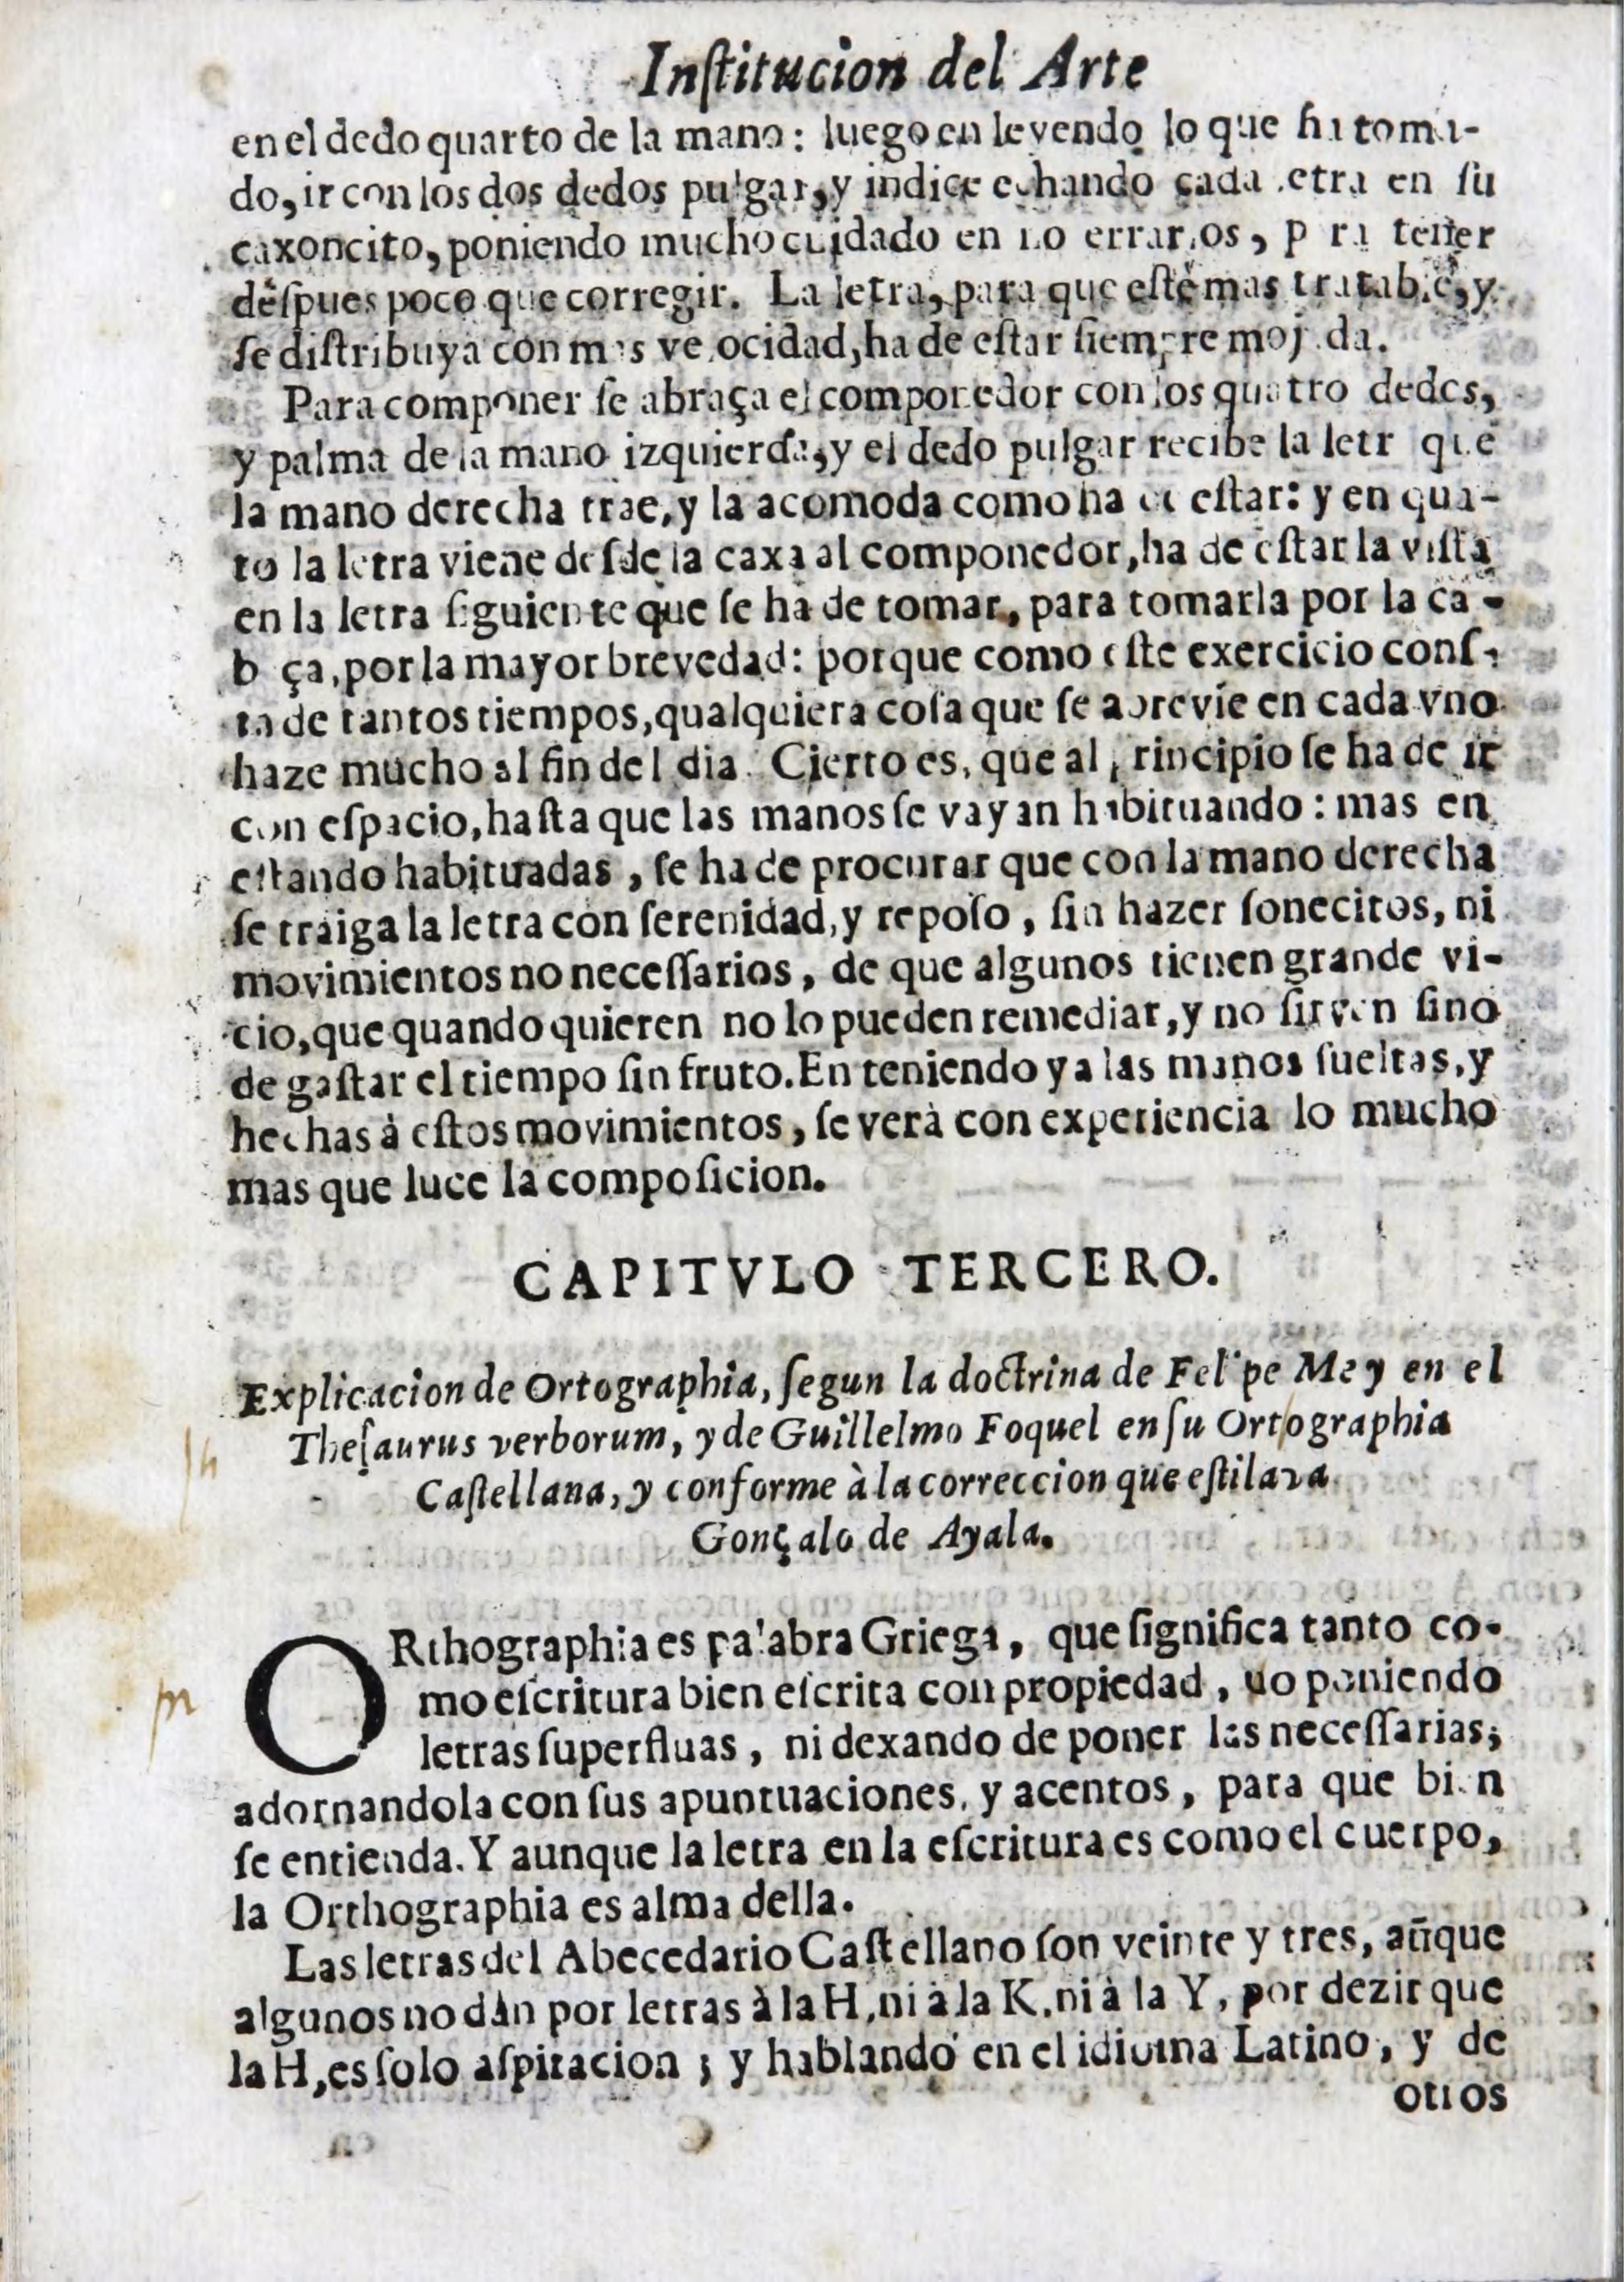 Inſtitucion del Arte
en el dedo quarto de la mano: luego en leyendo lo que ha toma-
do, ir con los dos dedos pulgar, y indice echando cada letra en ſu
caxoncito, poniendo mucho cuidado en no errarlos, para tener
deſpues poco que corregir. La letra, para que eſtè mas tratable, y
ſe diſtribuya con mas velocidad, ha de eſtar ſiempre mojada.
Para componer ſe abraça el componedor con los quatro dedos,
y palma de la mano izquierda, y el dedo pulgar recibe la letra que
la mano derecha trae, y la acomoda como ha de eſtar: y en qua-
to la letra viene deſde la caxa al componedor, ha de eſtar la viſta
en la letra ſiguiente que ſe ha de tomar, para tomarla por la ca-
beça, por la mayor brevedad: porque como eſte exercicio conſ-
ta de tantos tiempos, qualquiera coſa que ſe abrevie en cada vno
haze mucho al fin del dia. Cierto es, que al principio ſe ha de ir
con eſpacio, haſta que las manos ſe vayan habituando: mas en
eſtando habituadas, ſe ha de procurar que con la mano derecha
ſe traiga la letra con ſerenidad, y repoſo, ſin hazer ſonecitos, ni
movimientos no neceſſarios, de que algunos tienen grande vi-
cio, que quando quieren no lo pueden remediar, y no ſirven ſino
de gaſtar el tiempo ſin fruto. En teniendo ya las manos ſueltas, y
hechas à eſtos movimientos, ſe verà con experiencia lo mucho
mas que luce la compoſicion.
CAPITVLO TERCERO.
Explicacion de Ortographia, ſegun la doctrina de Felipe Mey en el
Theſaurus verborum, y de Guillelmo Foquel en ſu Ortographia
Caſtellana, y conforme à la correccion que eſtilava
Gonçalo de Ayala.
ORthographia es palabra Griega, que ſignifica tanto co-
mo eſcritura bien eſcrita con propiedad, uo poniendo
letras ſuperfluas, ni dexando de poner las neceſſarias;
adornandola con ſus apuntuaciones, y acentos, para que bien
ſe entienda. Y aunque la letra en la eſcritura es como el cuerpo,
la Orthographia es alma della.
Las letras del Abecedario Caſtellano ſon veinte y tres, aũque
algunos no dàn por letras à la H, ni à la K, ni à la Y, por dezir que
la H, es ſolo aſpiracion; y hablando en el idioma Latino, y de
otros
h
m